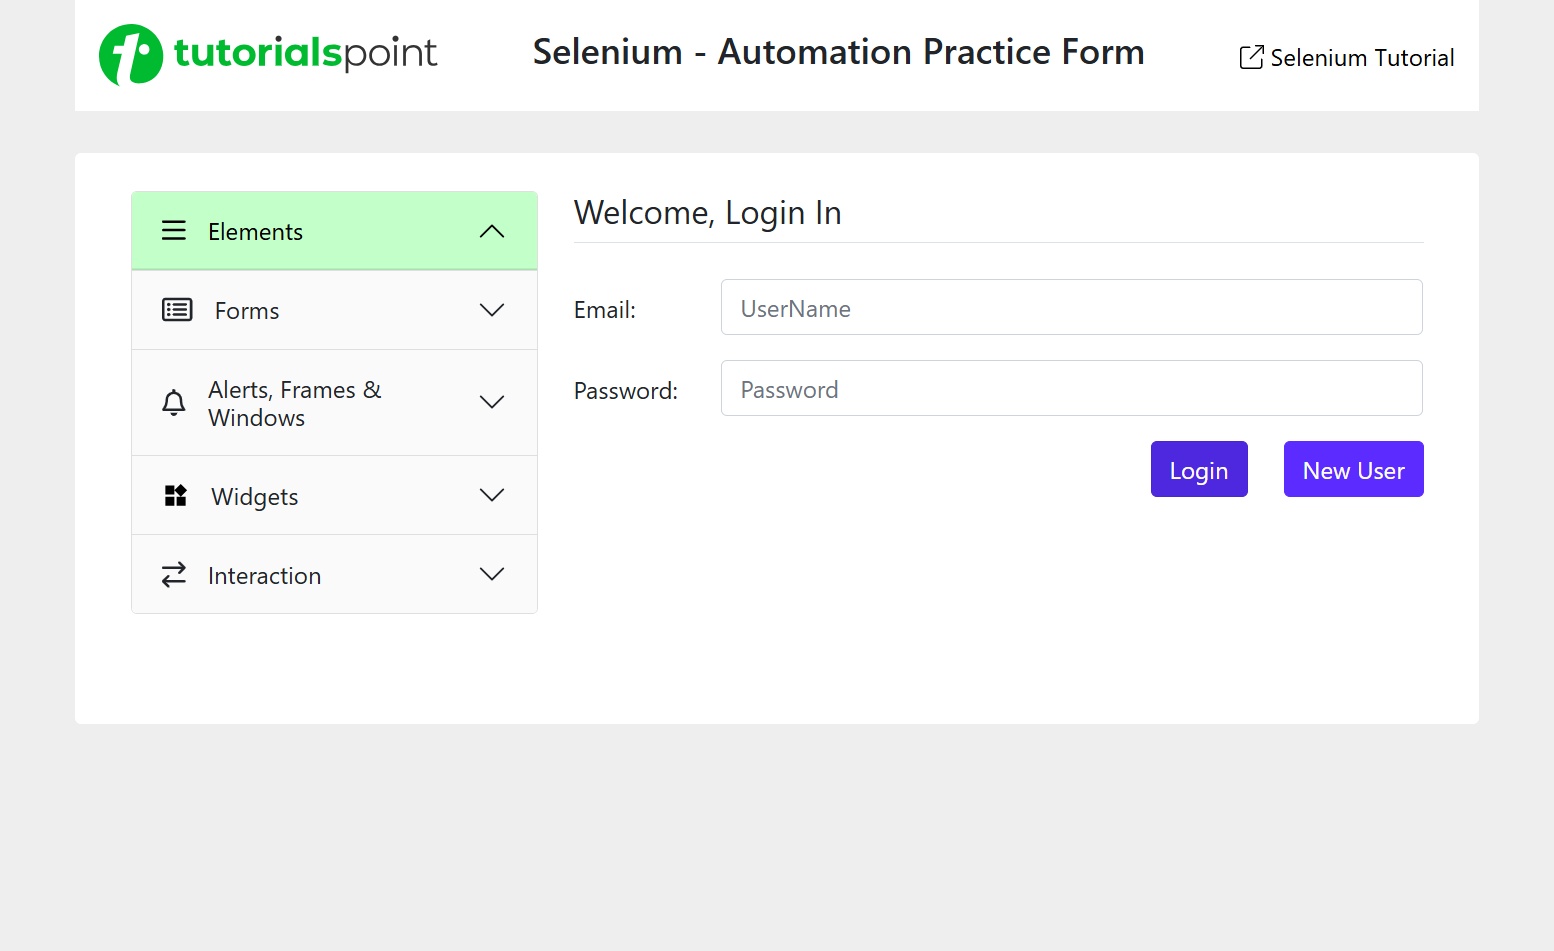 tutorialspoint
Selenium - Automation Practice Form
Selenium Tutorial
Elements
Forms
Alerts, Frames &
Windows
Widgets
Interaction
Welcome, Login In
Email:
UserName
Password:
Password
Login
New User